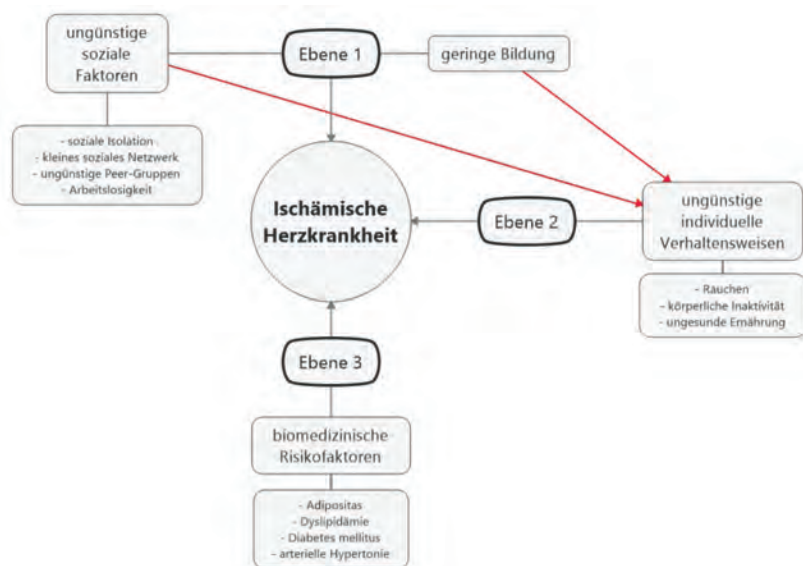 ungünstige
soziale
Faktoren
Ebene 1
geringe Bildung
- soziale Isolation
- kleines soziales Netzwerk
- ungünstige Peer-Gruppen
- Arbeitslosigkeit
Ischämische
Herzkrankheit
Ebene 2
ungünstige
individuelle
Verhaltensweisen
- Rauchen
- körperliche Inaktivität
- ungesunde Ernährung
Ebene 3
biomedizinische
Risikofaktoren
- Adipositas
- Dyslipidämie
- Diabetes mellitus
- arterielle Hypertonie